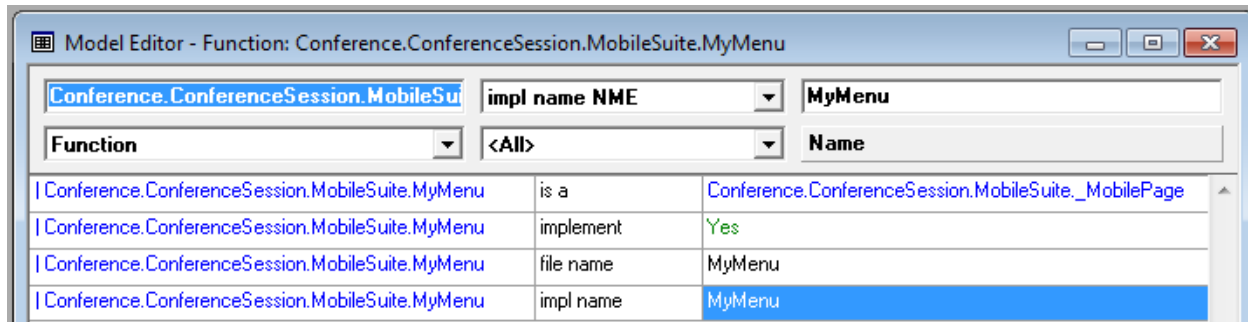 Model Editor - Function: Conference.ConferenceSession.MobileSuite.MyMenu
Conference.ConferenceSession.MobileSui impl name NME MyMenu
Function <All> Name
| Conference.ConferenceSession.MobileSuite.MyMenu is a Conference.ConferenceSession.MobileSuite._MobilePage
| Conference.ConferenceSession.MobileSuite.MyMenu implement Yes
| Conference.ConferenceSession.MobileSuite.MyMenu file name MyMenu
| Conference.ConferenceSession.MobileSuite.MyMenu impl name MyMenu